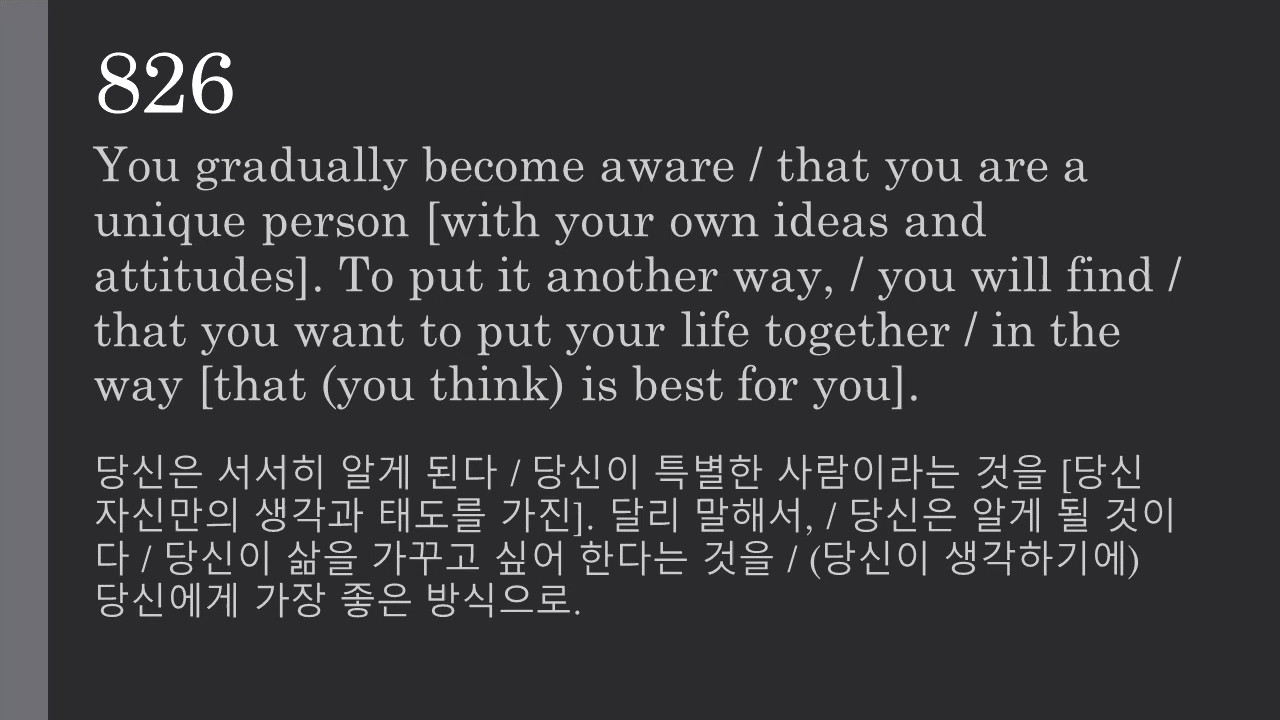 826
You gradually become aware / that you are a
unique person [with your own ideas and
attitudes]. To put it another way, / you will find /
that you want to put your life together / in the
way [that (you think) is best for you].
당신은 서서히 알게 된다 / 당신이 특별한 사람이라는 것을 [당신
자신만의 생각과 태도를 가진]. 달리 말해서, / 당신은 알게 될 것이
다 / 당신이 삶을 가꾸고 싶어 한다는 것을 / (당신이 생각하기에)
당신에게 가장 좋은 방식으로.